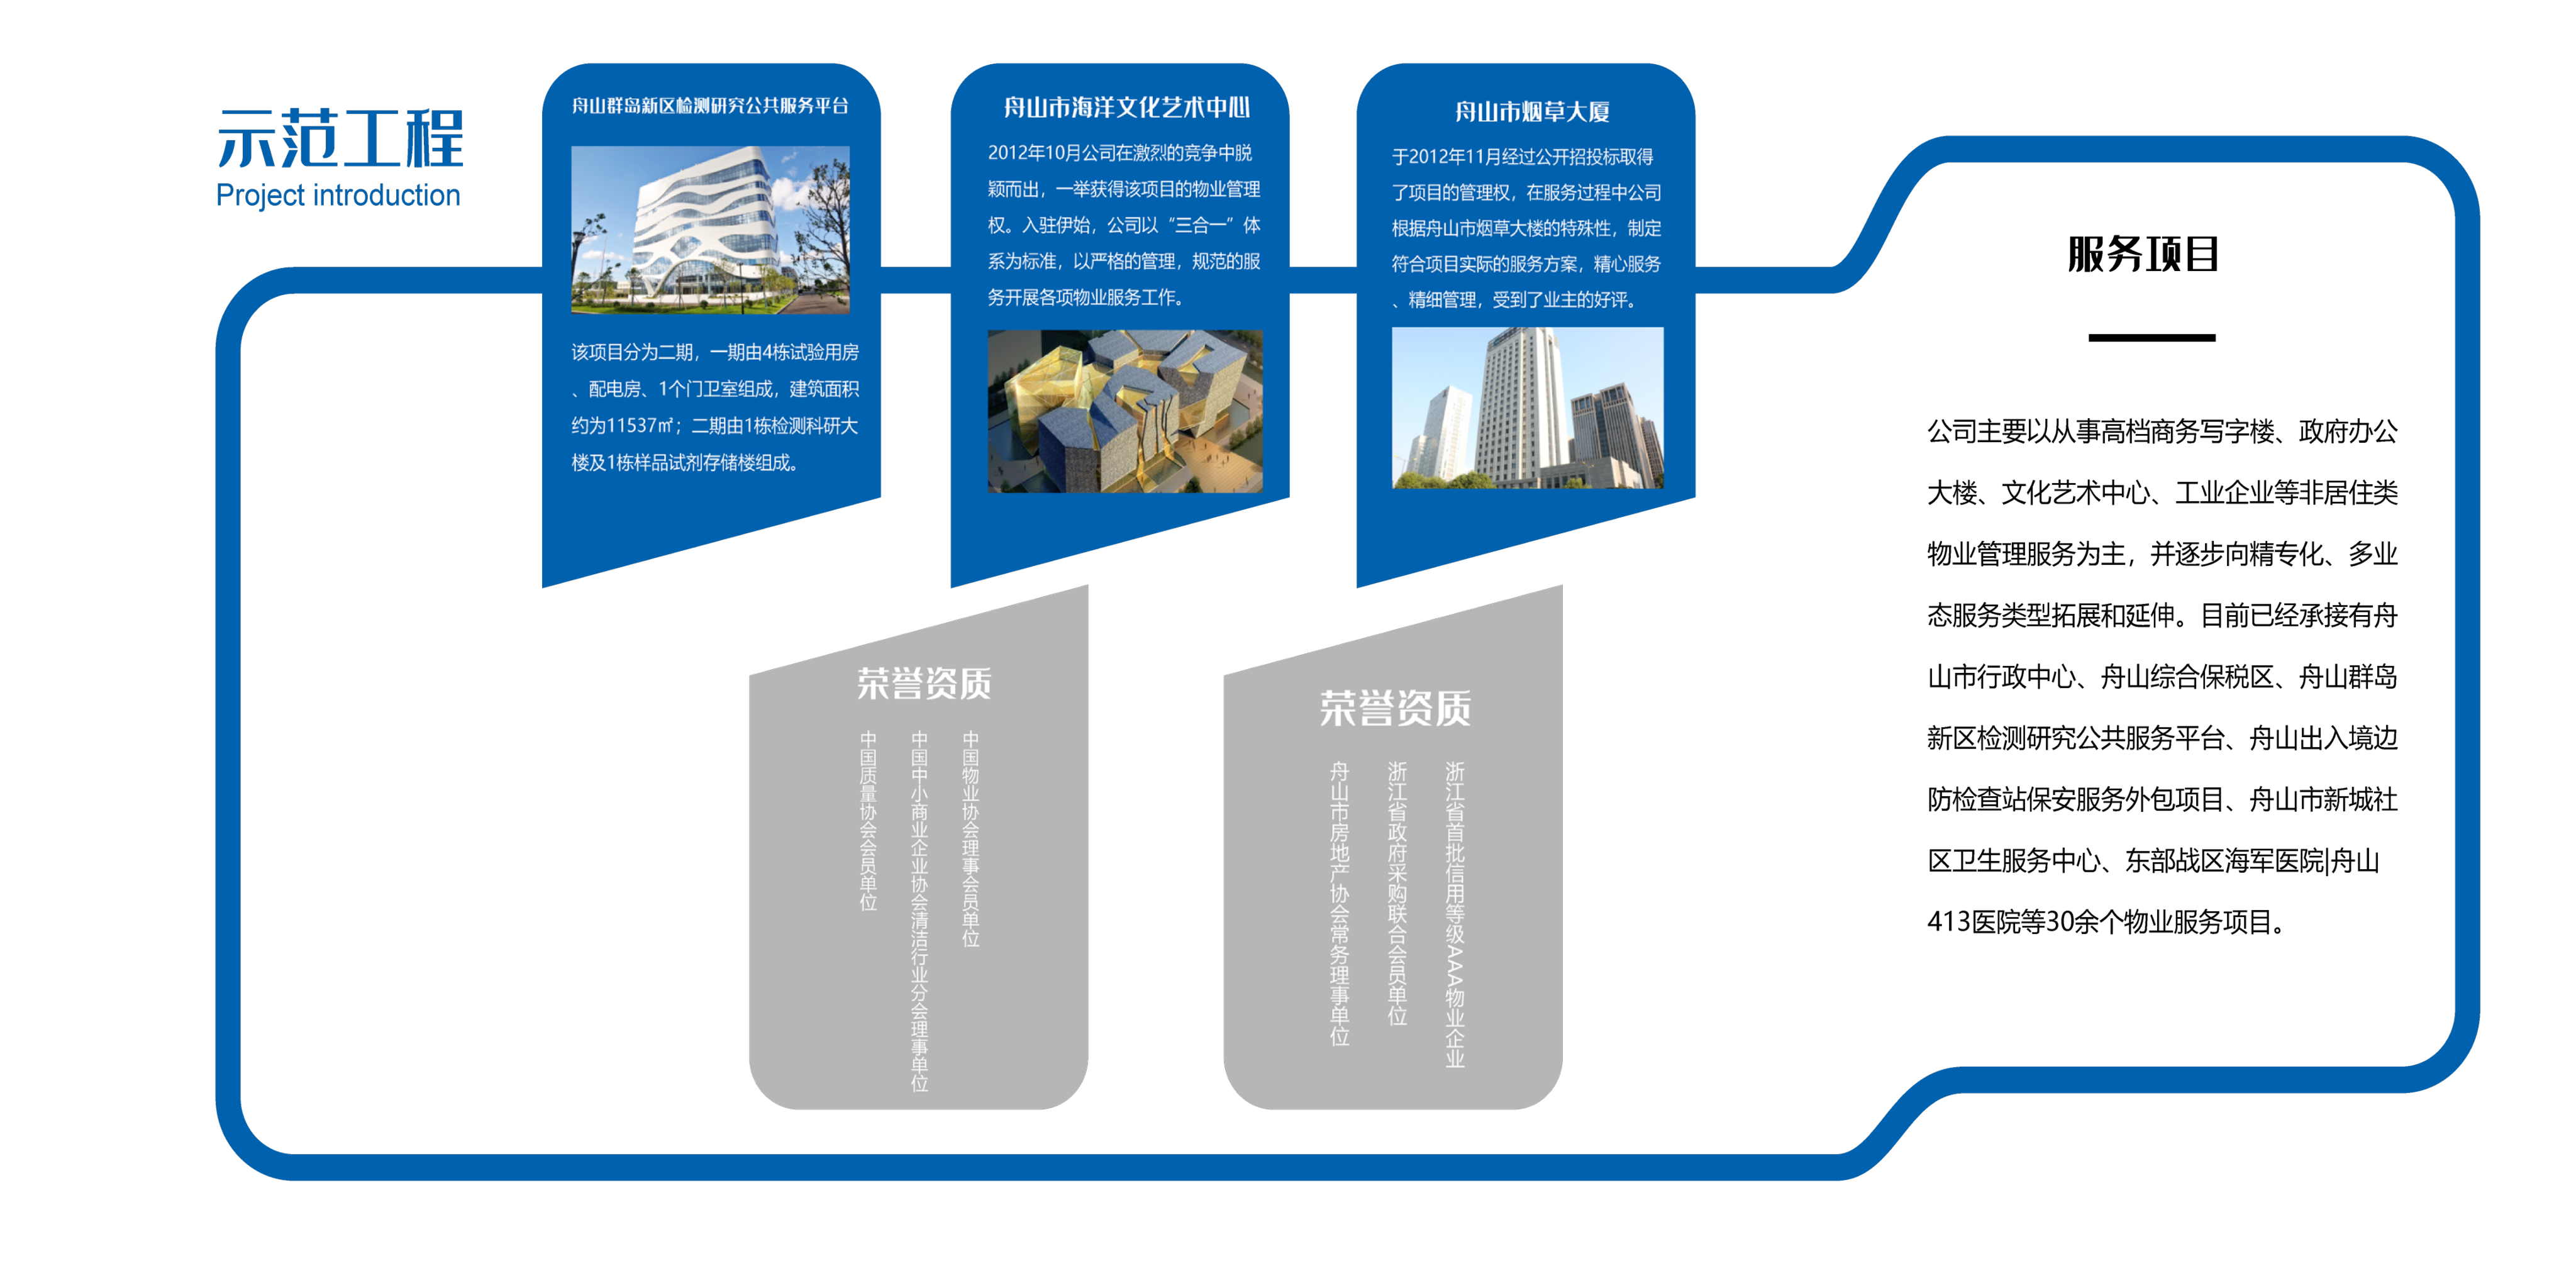 示范工程
Project introduction
舟山群岛新区检测研究公共服务平台
该项目分为二期，一期由4栋试验用房
、配电房、1个门卫室组成，建筑面积
约为11537㎡；二期由1栋检测科研大
楼及1栋样品试剂存储楼组成。
舟山市海洋文化艺术中心
2012年10月公司在激烈的竞争中脱
颖而出，一举获得该项目的物业管理
权。入驻伊始，公司以“三合一”体
系为标准，以严格的管理，规范的服
务开展各项物业服务工作。
舟山市烟草大厦
于2012年11月经过公开招投标取得
了项目的管理权，在服务过程中公司
根据舟山市烟草大楼的特殊性，制定
符合项目实际的服务方案，精心服务
、精细管理，受到了业主的好评。
荣誉资质
中国物业协会理事会员单位
中国中小商业企业协会清洁行业分会理事单位
中国质量协会会员单位
荣誉资质
浙江省首批信用等级AAA物业企业
浙江省政府采购联合会员单位
舟山市房地产协会常务理事单位
服务项目
公司主要以从事高档商务写字楼、政府办公
大楼、文化艺术中心、工业企业等非居住类
物业管理服务为主，并逐步向精专化、多业
态服务类型拓展和延伸。目前已经承接有舟
山市行政中心、舟山综合保税区、舟山群岛
新区检测研究公共服务平台、舟山出入境边
防检查站保安服务外包项目、舟山市新城社
区卫生服务中心、东部战区海军医院|舟山
413医院等30余个物业服务项目。